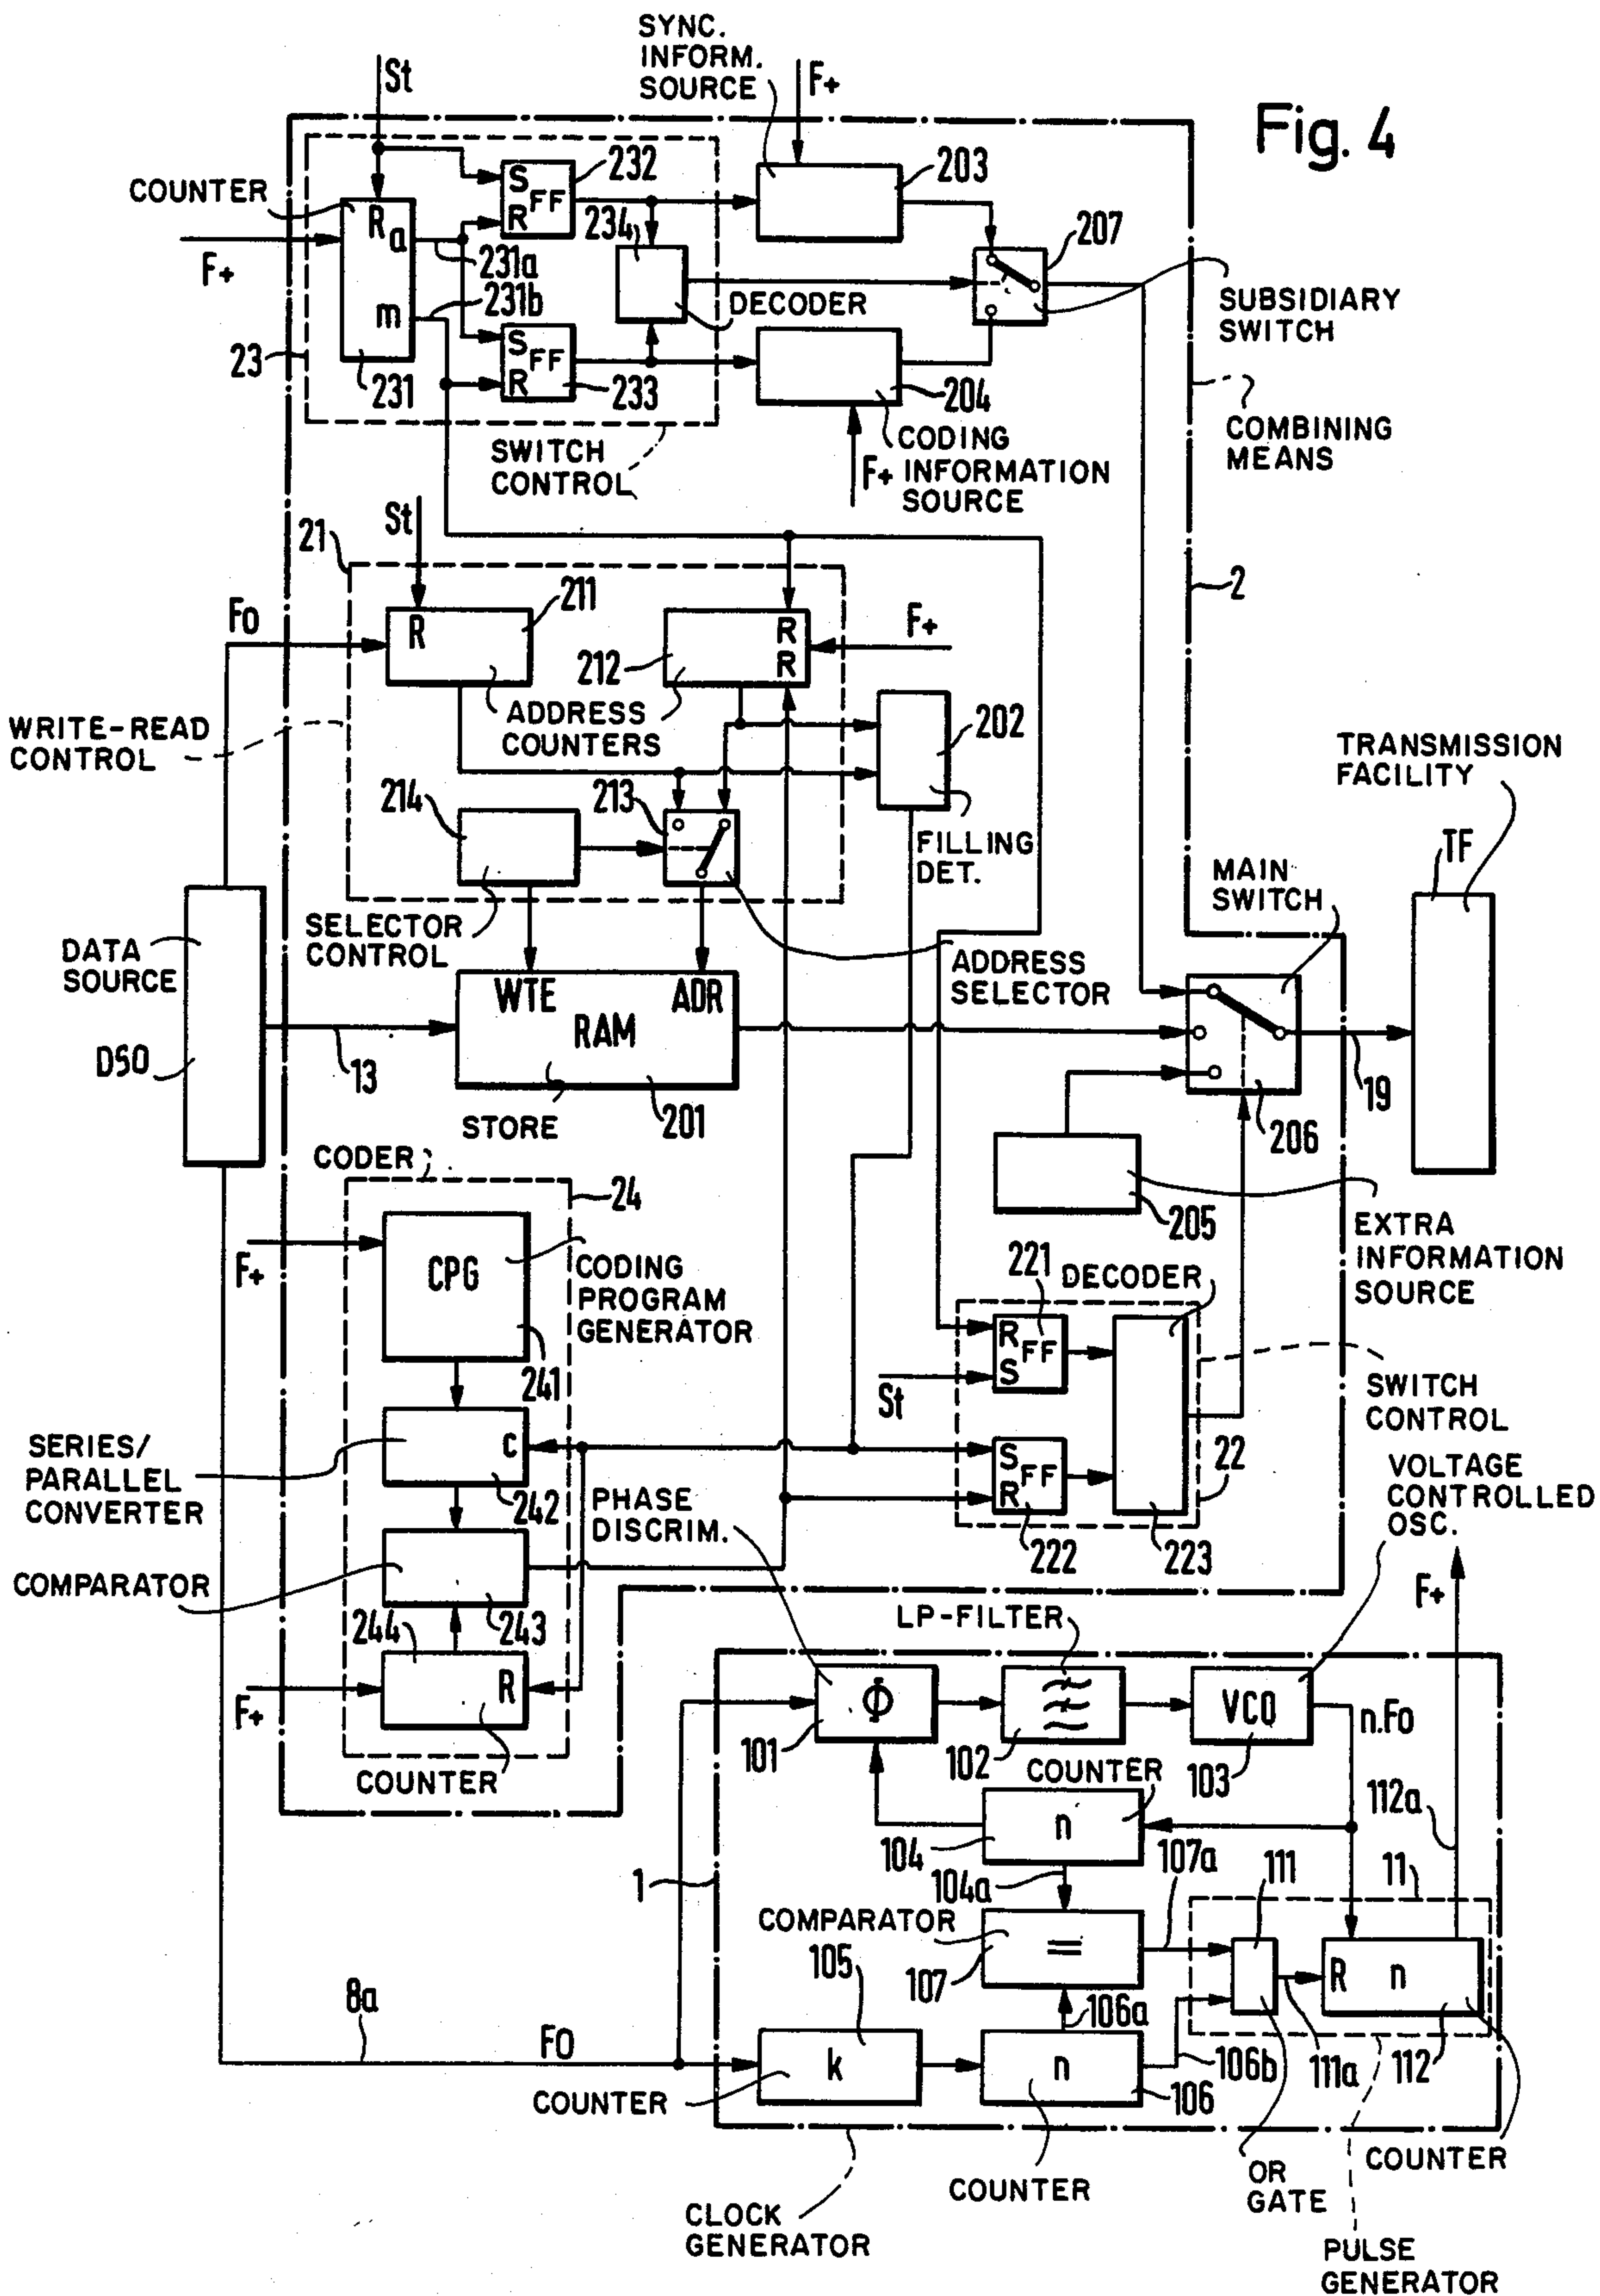 Fig. 4
SYNC.
INFORM.
SOURCE
St
F+
COUNTER
F+
R
a
m
231
231a
231b
S
R
FF
232
S
R
FF
233
234
DECODER
23
SWITCH
CONTROL
203
204
CODING
INFORMATION
SOURCE
F+
207
SUBSIDIARY
SWITCH
COMBINING
MEANS
2
St
21
Fo
R
211
R
R
212
F+
ADDRESS
COUNTERS
WRITE-READ
CONTROL
202
FILLING
DET.
214
213
SELECTOR
CONTROL
ADDRESS
SELECTOR
DATA
SOURCE
DSO
13
WTE
ADR
RAM
STORE
201
MAIN
SWITCH
206
19
TRANSMISSION
FACILITY
TF
205
EXTRA
INFORMATION
SOURCE
CODER
24
F+
CPG
241
CODING
PROGRAM
GENERATOR
SERIES/
PARALLEL
CONVERTER
C
242
COMPARATOR
243
244
R
F+
COUNTER
221
DECODER
R
S
FF
St
S
R
FF
222
223
22
SWITCH
CONTROL
PHASE
DISCRIM.
VOLTAGE
CONTROLLED
OSC.
F+
LP-FILTER
Φ
101
102
VCO
103
n.Fo
COUNTER
n
104
104a
112a
1
COMPARATOR
=
107
107a
11
111
R
n
112
111a
105
k
COUNTER
8a
FO
n
106
106a
106b
COUNTER
OR
GATE
COUNTER
CLOCK
GENERATOR
PULSE
GENERATOR